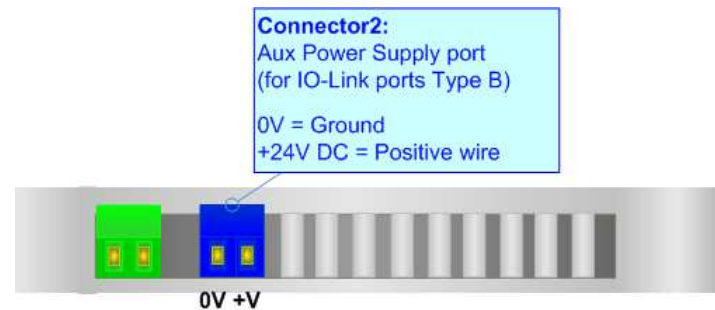 Connector2:
Aux Power Supply port
(for IO-Link ports Type B)
0V = Ground
+24V DC = Positive wire
0V +V